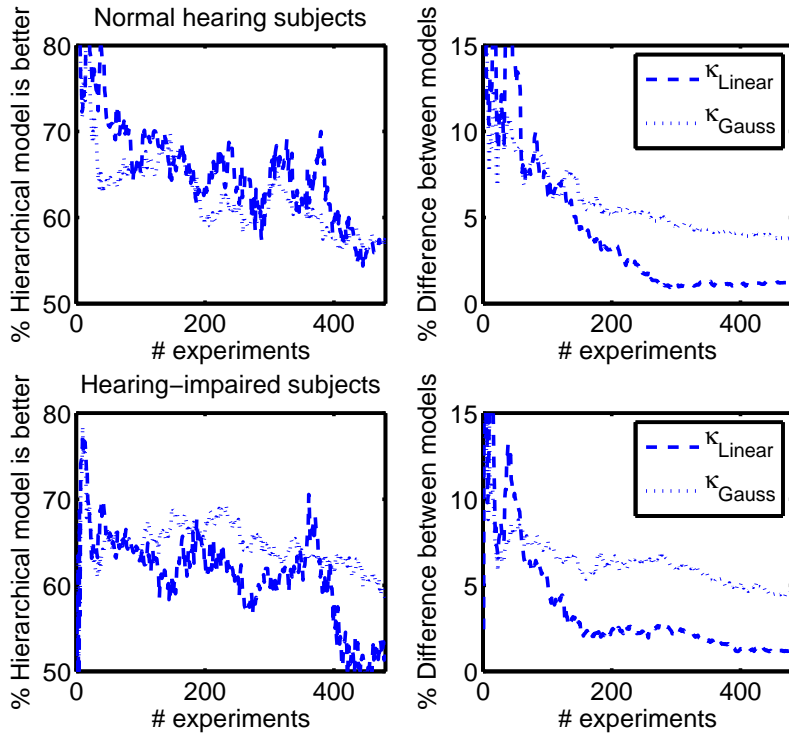 Normal hearing subjects
% Hierarchical model is better
80
70
60
50
0
200
400
# experiments
% Difference between models
15
10
5
0
0
200
400
# experiments
κLinear
κGauss
Hearing−impaired subjects
% Hierarchical model is better
80
70
60
50
0
200
400
# experiments
% Difference between models
15
10
5
0
0
200
400
# experiments
κLinear
κGauss